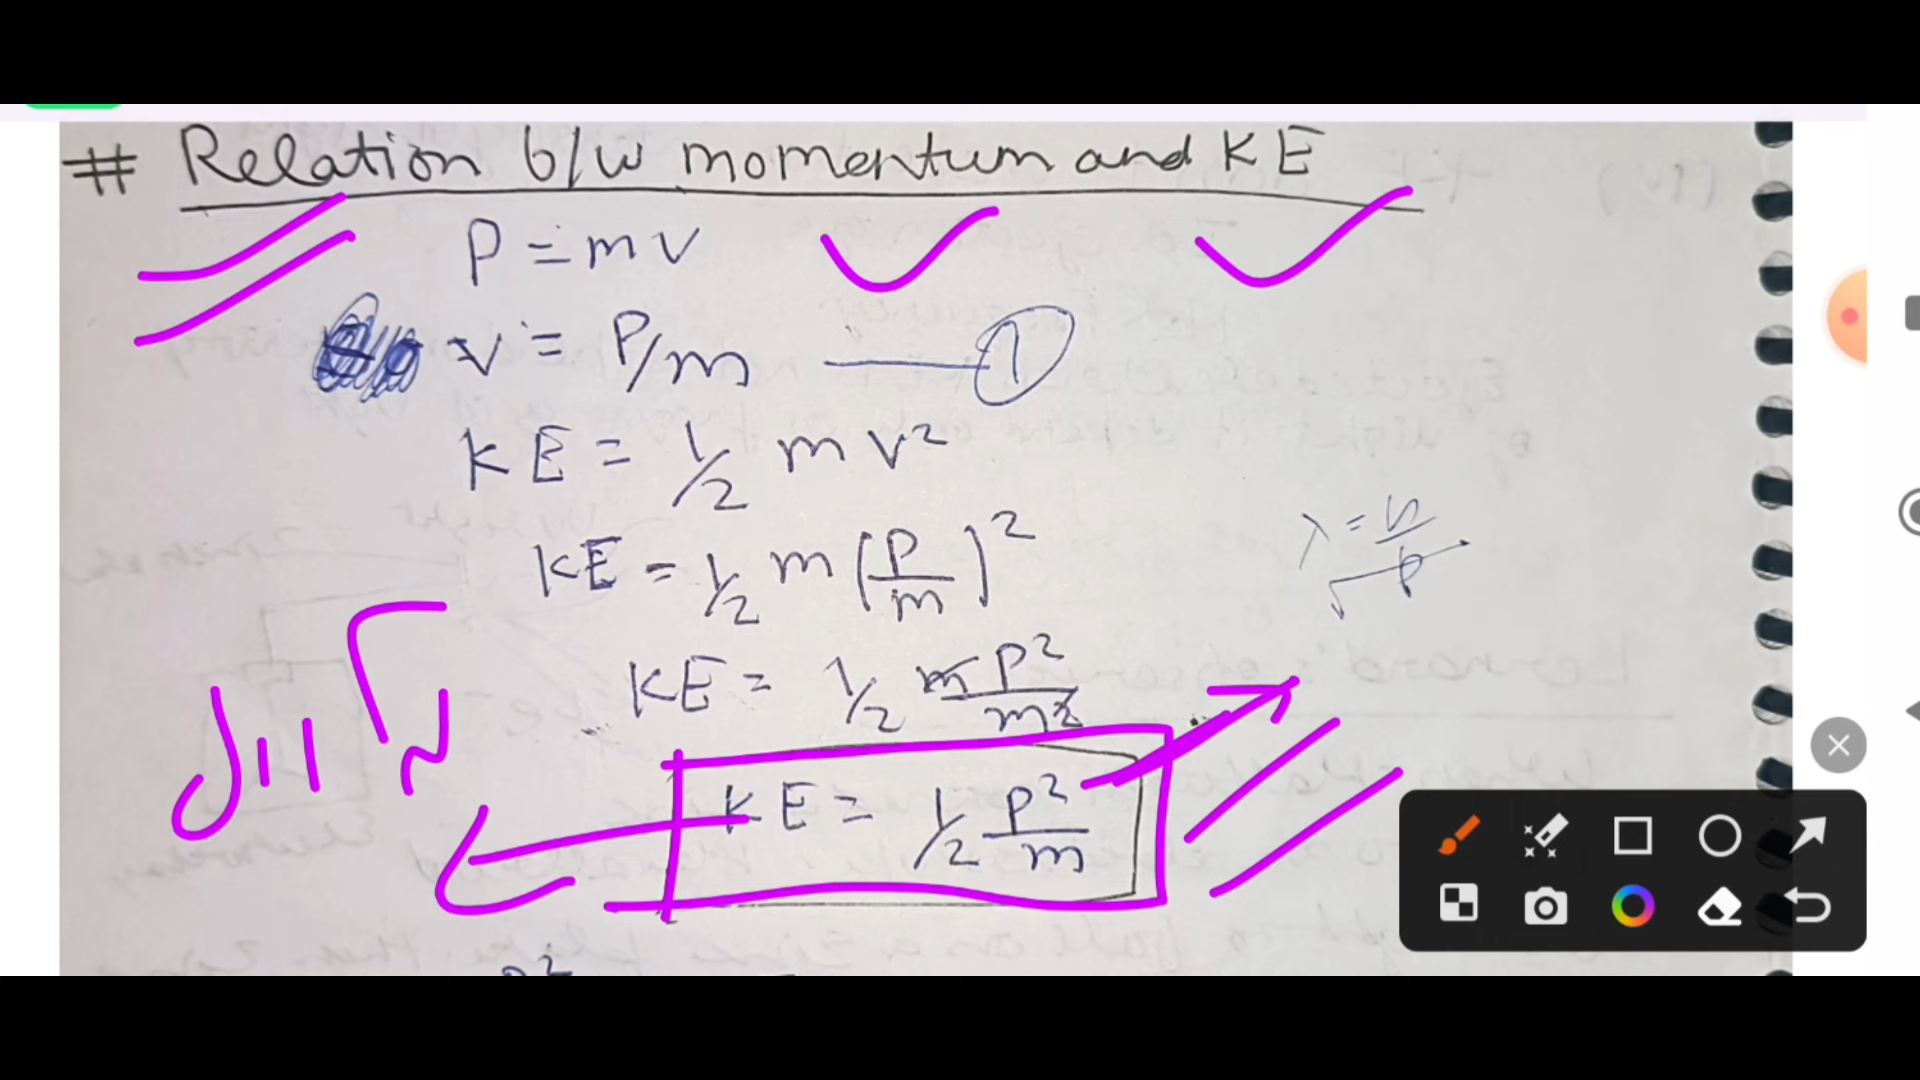 # Relation b/w momentum and KE
P = mv
v = P/m —— ①
KE = 1/2 m v²
KE = 1/2 m (P/m)²
λ = h/p
KE = 1/2 mP²/m²
KE = 1/2 P²/m